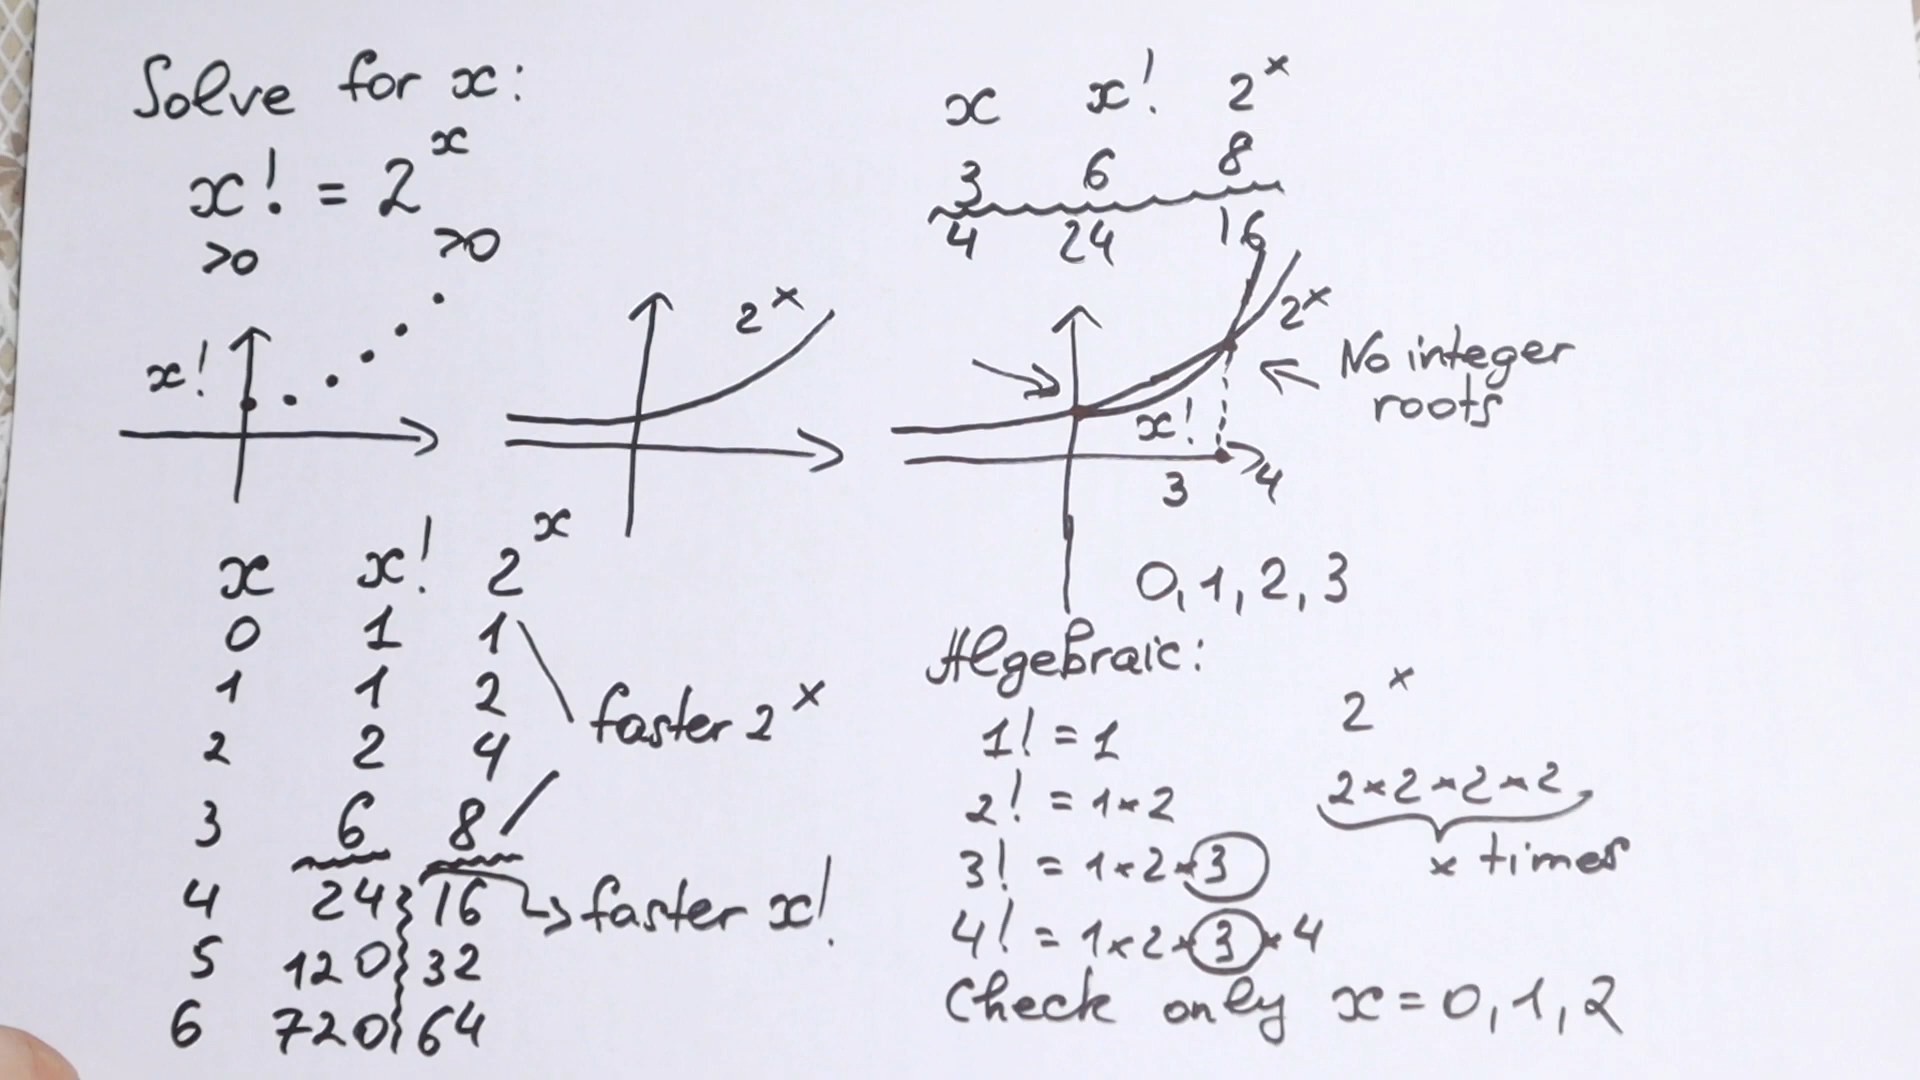 Solve for x:
x! = 2^x
>0 >0
x!
2^x
x x! 2^x
0 1 1
1 1 2
2 2 4
faster 2^x
3 6 8
4 24 16
faster x!
5 120 32
6 720 64
x x! 2^x
3 6 8
4 24 16
2^x
No integer
roots
x!
3 4
0, 1, 2, 3
Algebraic:
1! = 1
2! = 1×2
3! = 1×2×3
4! = 1×2×3×4
2^x
2×2×2×2
x times
Check only x = 0, 1, 2